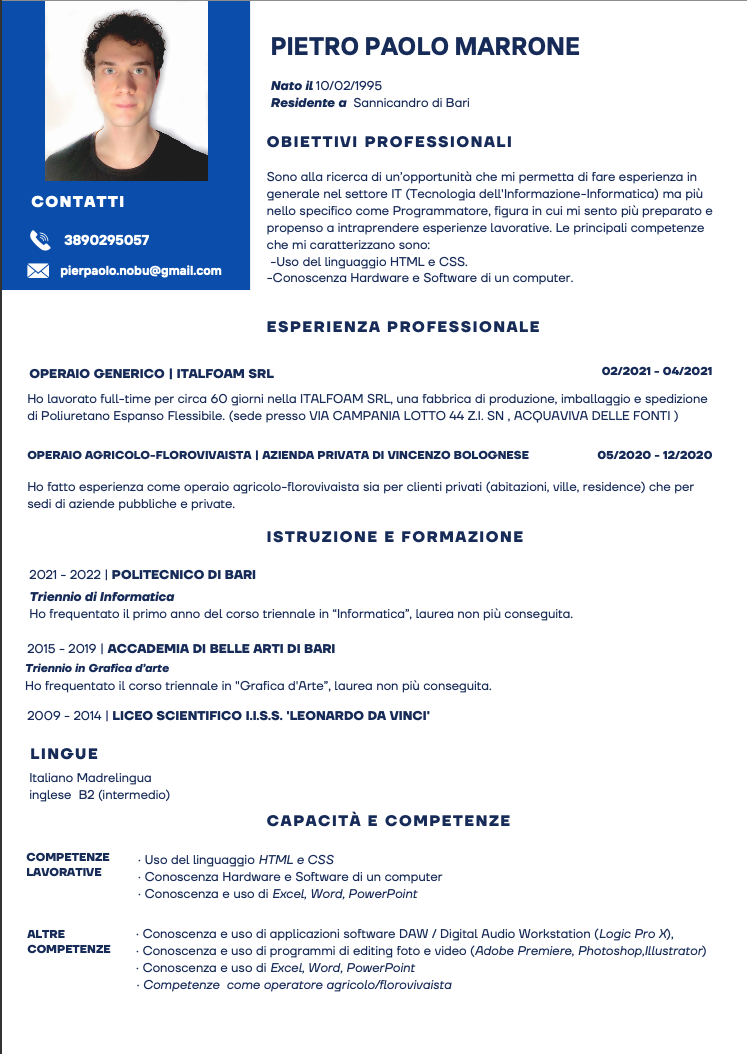 PIETRO PAOLO MARRONE
Nato il 10/02/1995
Residente a  Sannicandro di Bari
CONTATTI
3890295057
pierpaolo.nobu@gmail.com
OBIETTIVI PROFESSIONALI
Sono alla ricerca di un'opportunità che mi permetta di fare esperienza in
generale nel settore IT (Tecnologia dell'Informazione-Informatica) ma più
nello specifico come Programmatore, figura in cui mi sento più preparato e
propenso a intraprendere esperienze lavorative. Le principali competenze
che mi caratterizzano sono:
-Uso del linguaggio HTML e CSS.
-Conoscenza Hardware e Software di un computer.
ESPERIENZA PROFESSIONALE
OPERAIO GENERICO | ITALFOAM SRL 02/2021 - 04/2021
Ho lavorato full-time per circa 60 giorni nella ITALFOAM SRL, una fabbrica di produzione, imballaggio e spedizione
di Poliuretano Espanso Flessibile. (sede presso VIA CAMPANIA LOTTO 44 Z.I. SN , ACQUAVIVA DELLE FONTI )
OPERAIO AGRICOLO-FLOROVIVAISTA | AZIENDA PRIVATA DI VINCENZO BOLOGNESE 05/2020 - 12/2020
Ho fatto esperienza come operaio agricolo-florovivaista sia per clienti privati (abitazioni, ville, residence) che per
sedi di aziende pubbliche e private.
ISTRUZIONE E FORMAZIONE
2021 - 2022 | POLITECNICO DI BARI
Triennio di Informatica
Ho frequentato il primo anno del corso triennale in “Informatica”, laurea non più conseguita.
2015 - 2019 | ACCADEMIA DI BELLE ARTI DI BARI
Triennio in Grafica d'arte
Ho frequentato il corso triennale in "Grafica d'Arte”, laurea non più conseguita.
2009 - 2014 | LICEO SCIENTIFICO I.I.S.S. 'LEONARDO DA VINCI'
LINGUE
Italiano Madrelingua
inglese  B2 (intermedio)
CAPACITÀ E COMPETENZE
COMPETENZE
LAVORATIVE
· Uso del linguaggio HTML e CSS
· Conoscenza Hardware e Software di un computer
· Conoscenza e uso di Excel, Word, PowerPoint
ALTRE
COMPETENZE
· Conoscenza e uso di applicazioni software DAW / Digital Audio Workstation (Logic Pro X),
· Conoscenza e uso di programmi di editing foto e video (Adobe Premiere, Photoshop,Illustrator)
· Conoscenza e uso di Excel, Word, PowerPoint
· Competenze  come operatore agricolo/florovivaista